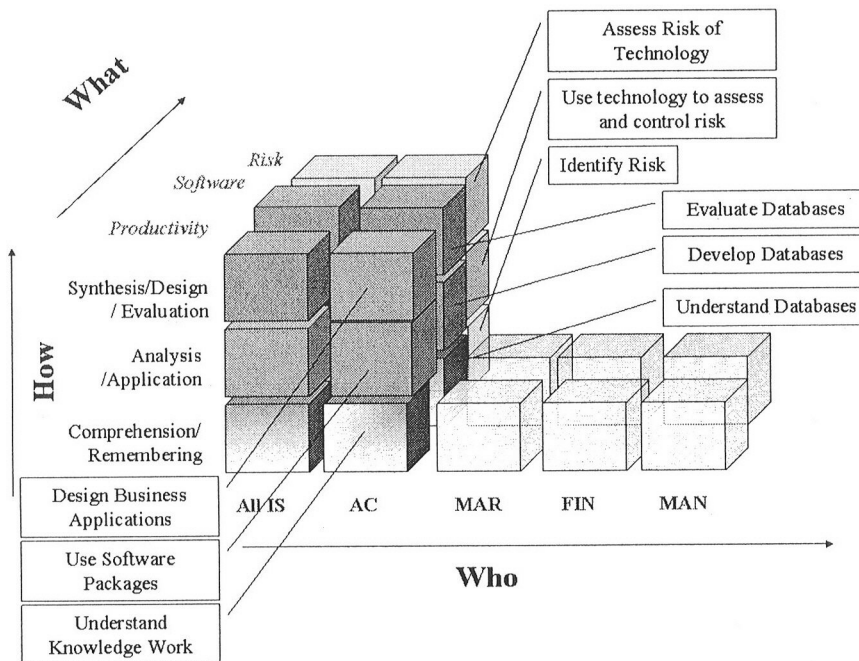 What
Assess Risk of
Technology
Use technology to assess
and control risk
Identify Risk
Risk
Software
Productivity
Evaluate Databases
Develop Databases
Understand Databases
How
Synthesis/Design
/ Evaluation
Analysis
/Application
Comprehension/
Remembering
All IS
AC
MAR
FIN
MAN
Design Business
Applications
Use Software
Packages
Understand
Knowledge Work
Who